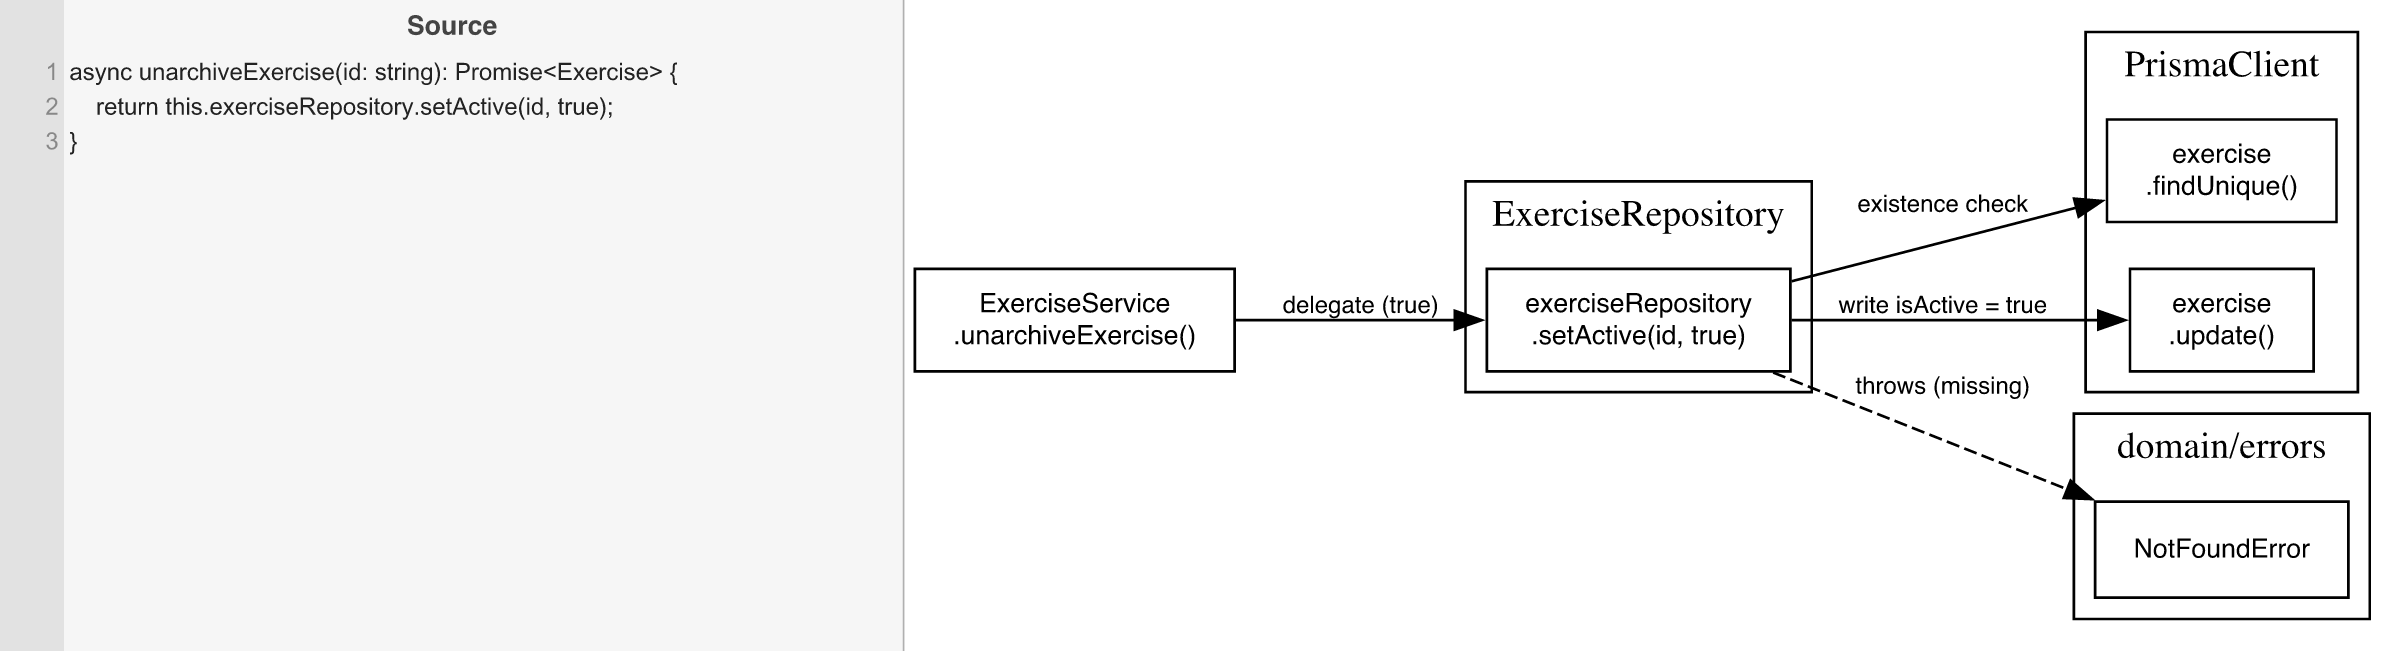 Source
1 async unarchiveExercise(id: string): Promise<Exercise> {
2 return this.exerciseRepository.setActive(id, true);
3 }
ExerciseService
.unarchiveExercise()
delegate (true)
ExerciseRepository
exerciseRepository
.setActive(id, true)
existence check
write isActive = true
throws (missing)
PrismaClient
exercise
.findUnique()
exercise
.update()
domain/errors
NotFoundError